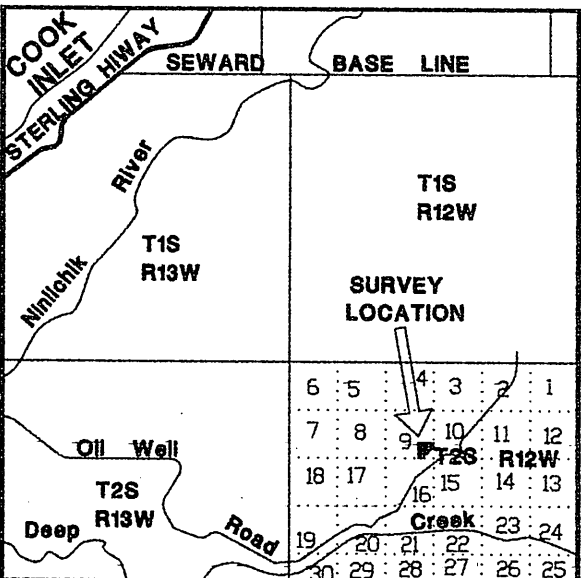 COOK
INLET
STERLING HIWAY
SEWARD BASE LINE
Ninilchik River
T1S
R12W
T1S
R13W
SURVEY
LOCATION
6 5 4 3 2 1
7 8 9 10 11 12
T2S R12W
Oil Well Road
18 17 16 15 14 13
T2S
R13W
Deep Creek
19 20 21 22 23 24
30 29 28 27 26 25